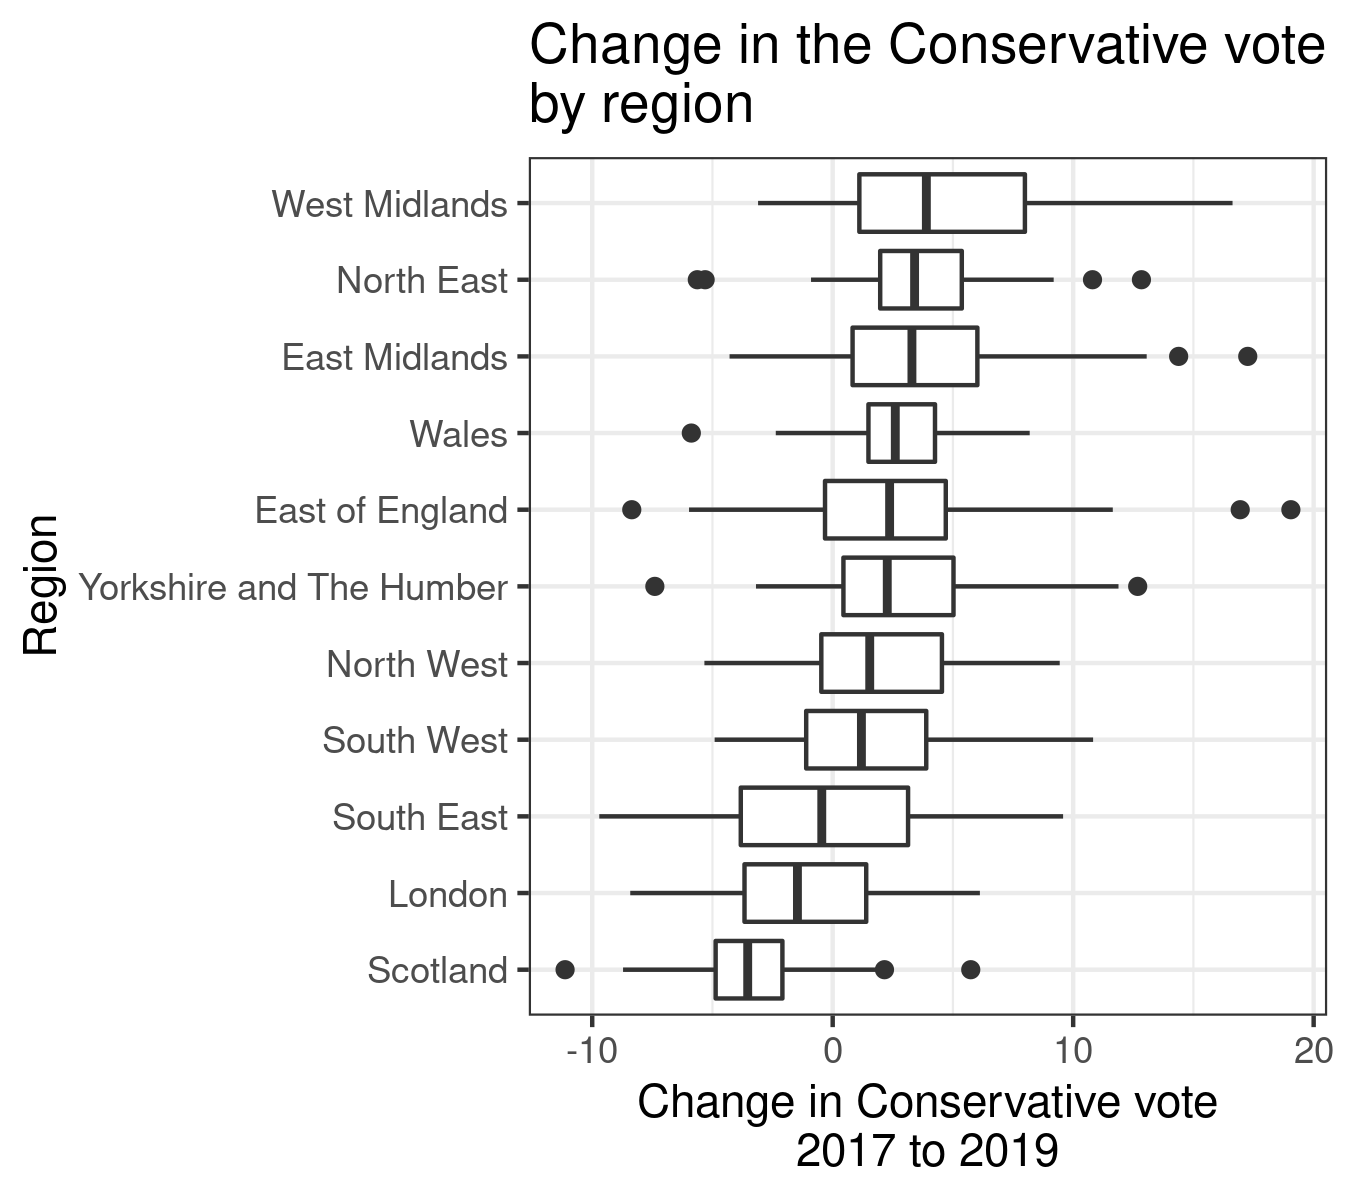 Change in the Conservative vote
by region
West Midlands
North East
East Midlands
Wales
East of England
Yorkshire and The Humber
North West
South West
South East
London
Scotland
Region
-10
0
10
20
Change in Conservative vote
2017 to 2019